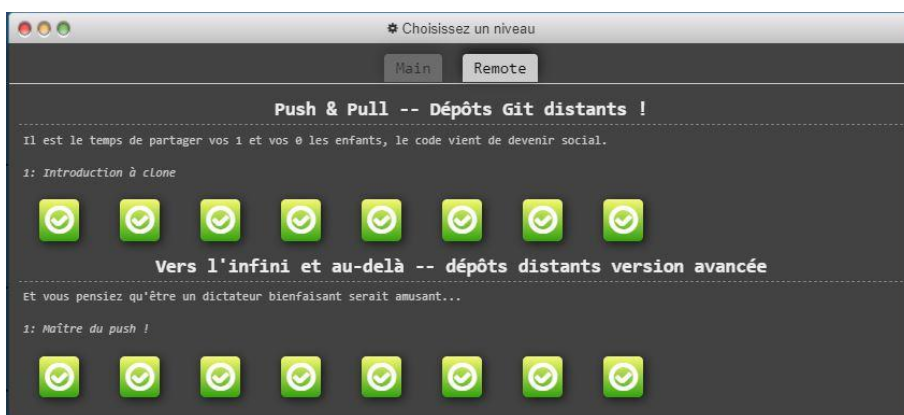 Choisissez un niveau
Main Remote
Push & Pull -- Dépôts Git distants !
Il est le temps de partager vos 1 et vos 0 les enfants, le code vient de devenir social.
1: Introduction à clone
Vers l'infini et au-delà -- dépôts distants version avancée
Et vous pensiez qu'être un dictateur bienfaisant serait amusant...
1: Maître du push !